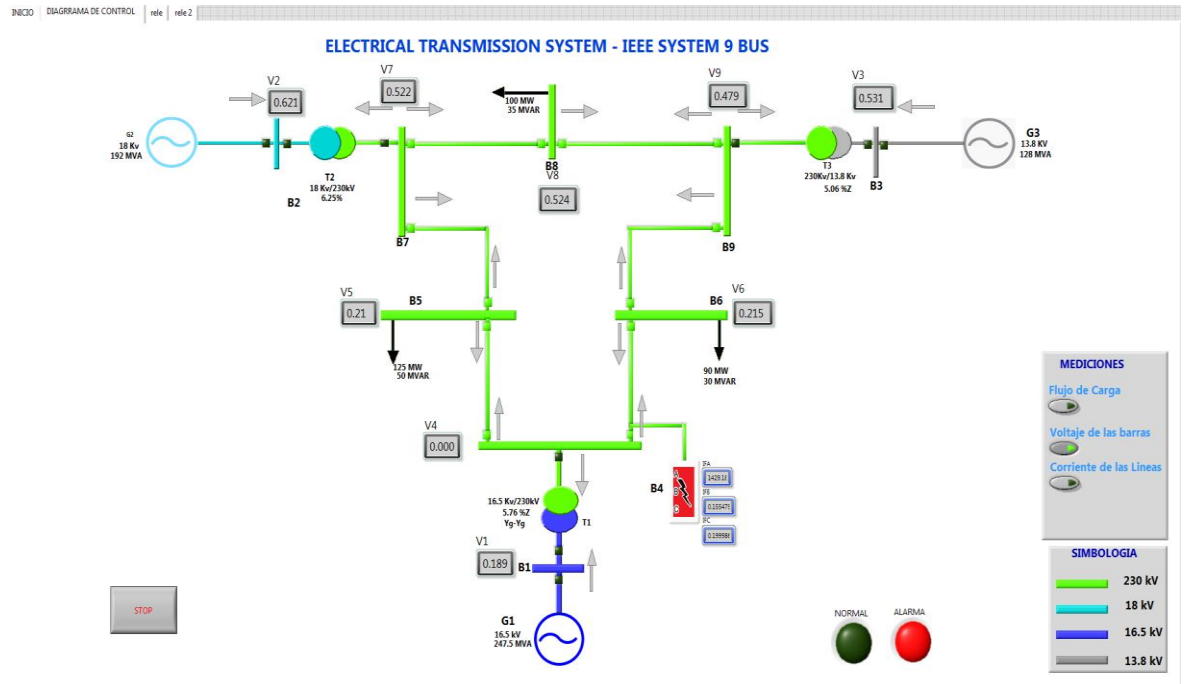 INICIO
DIAGRRAMA DE CONTROL
rele
rele 2
ELECTRICAL TRANSMISSION SYSTEM - IEEE SYSTEM 9 BUS
V2
0.621
V7
0.522
100 MW
35 MVAR
V9
0.479
V3
0.531
G2
18 Kv
192 MVA
T2
18 Kv/230kV
6.25%
B2
B7
B8
V8
0.524
B9
T3
230Kv/13.8 Kv
5.06 %Z
B3
G3
13.8 KV
128 MVA
V5
0.21
B5
125 MW
50 MVAR
B6
V6
0.215
90 MW
30 MVAR
V4
0.000
B4
A
B
C
IFA
1429.18
IFB
IFC
16.5 Kv/230kV
5.76 %Z
Yg-Yg
T1
V1
0.189
B1
G1
16.5 kV
247.5 MVA
STOP
NORMAL
ALARMA
MEDICIONES
Flujo de Carga
Voltaje de las barras
Corriente de las Lineas
SIMBOLOGIA
230 kV
18 kV
16.5 kV
13.8 kV